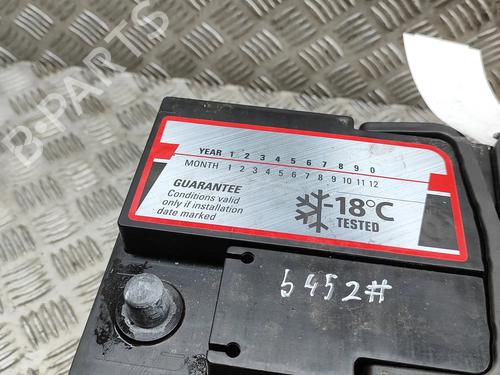 B-PARTS
YEAR 1 2 3 4 5 6 7 8 9 0
MONTH 1 2 3 4 5 6 7 8 9 10 11 12
GUARANTEE
Conditions valid
only if installation
date marked
18°C
TESTED
5452#